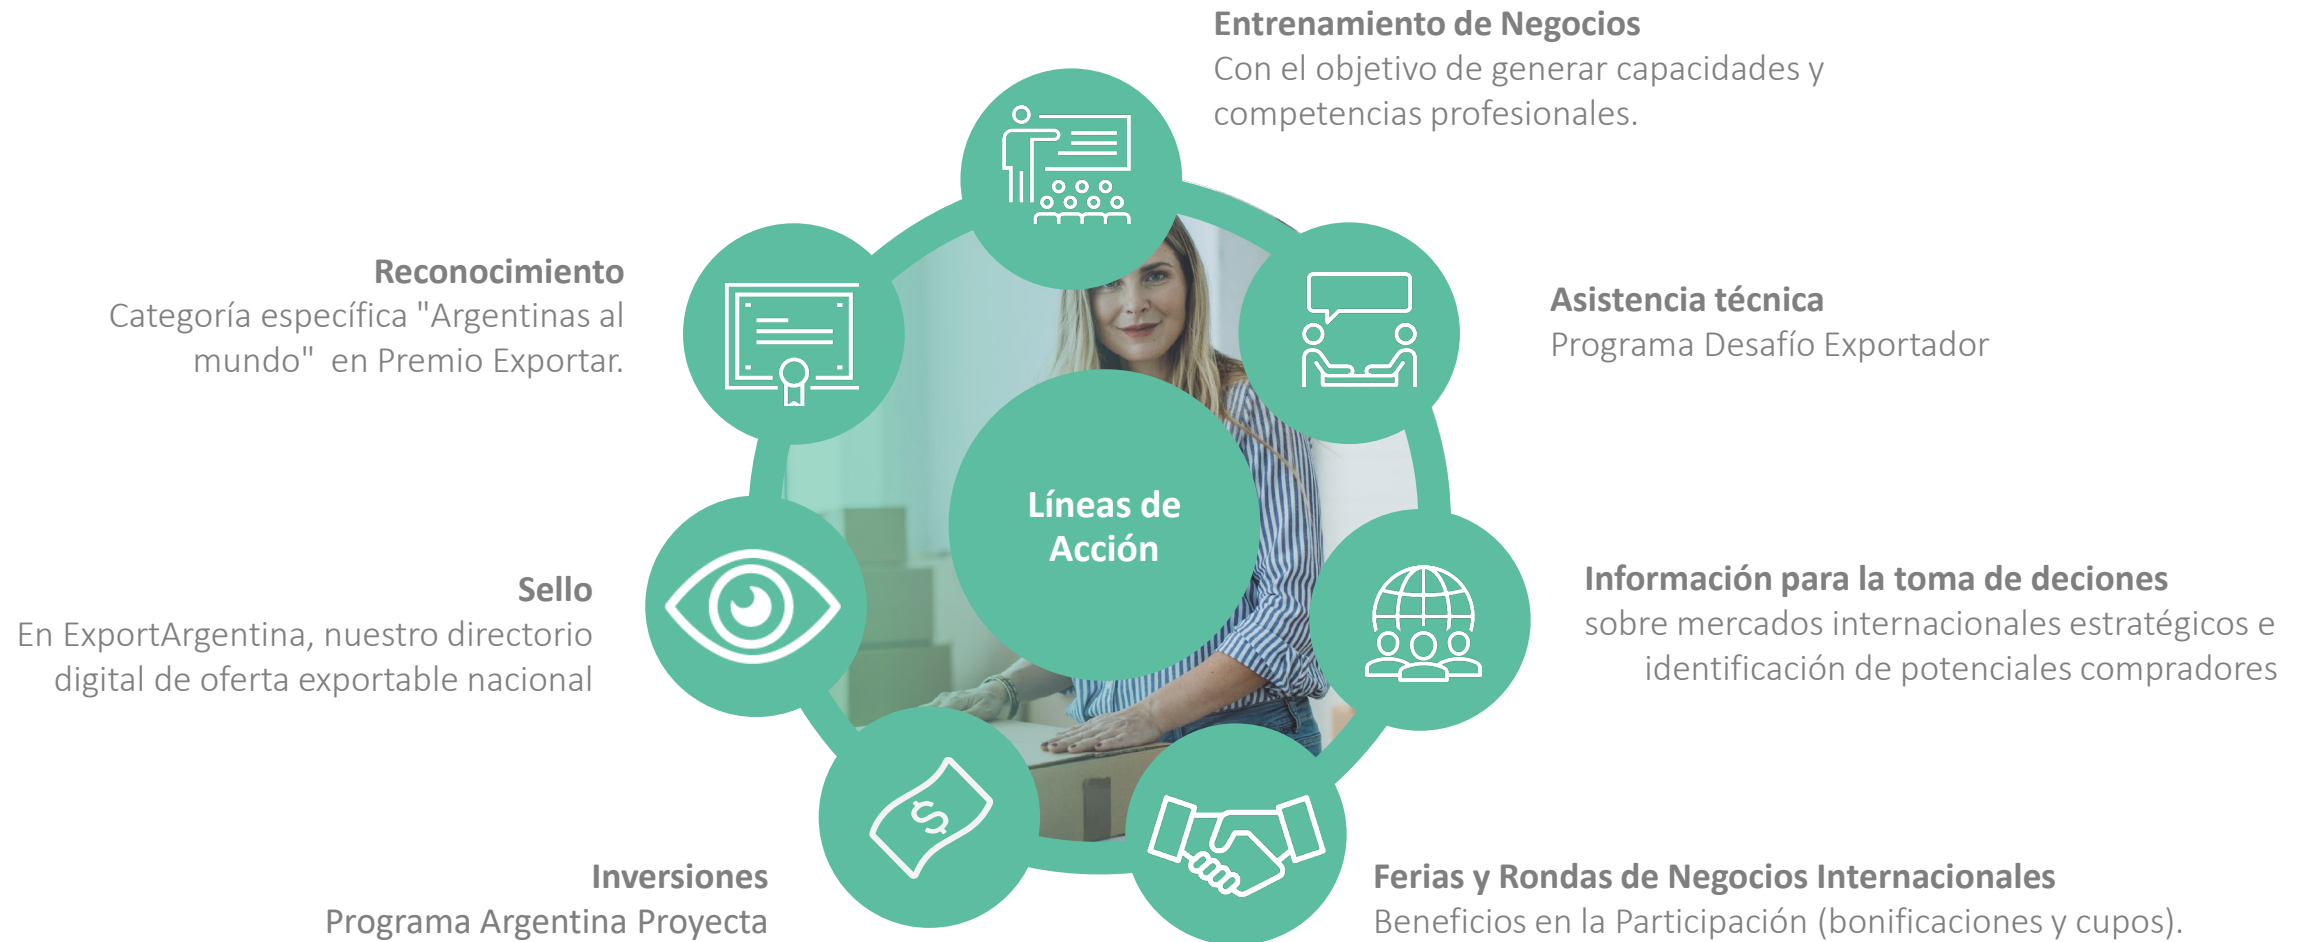 Entrenamiento de Negocios
Con el objetivo de generar capacidades y
competencias profesionales.
Reconocimiento
Categoría específica "Argentinas al
mundo"  en Premio Exportar.
Asistencia técnica
Programa Desafío Exportador
Líneas de
Acción
Sello
En ExportArgentina, nuestro directorio
digital de oferta exportable nacional
Información para la toma de deciones
sobre mercados internacionales estratégicos e
identificación de potenciales compradores
$
Inversiones
Programa Argentina Proyecta
Ferias y Rondas de Negocios Internacionales
Beneficios en la Participación (bonificaciones y cupos).